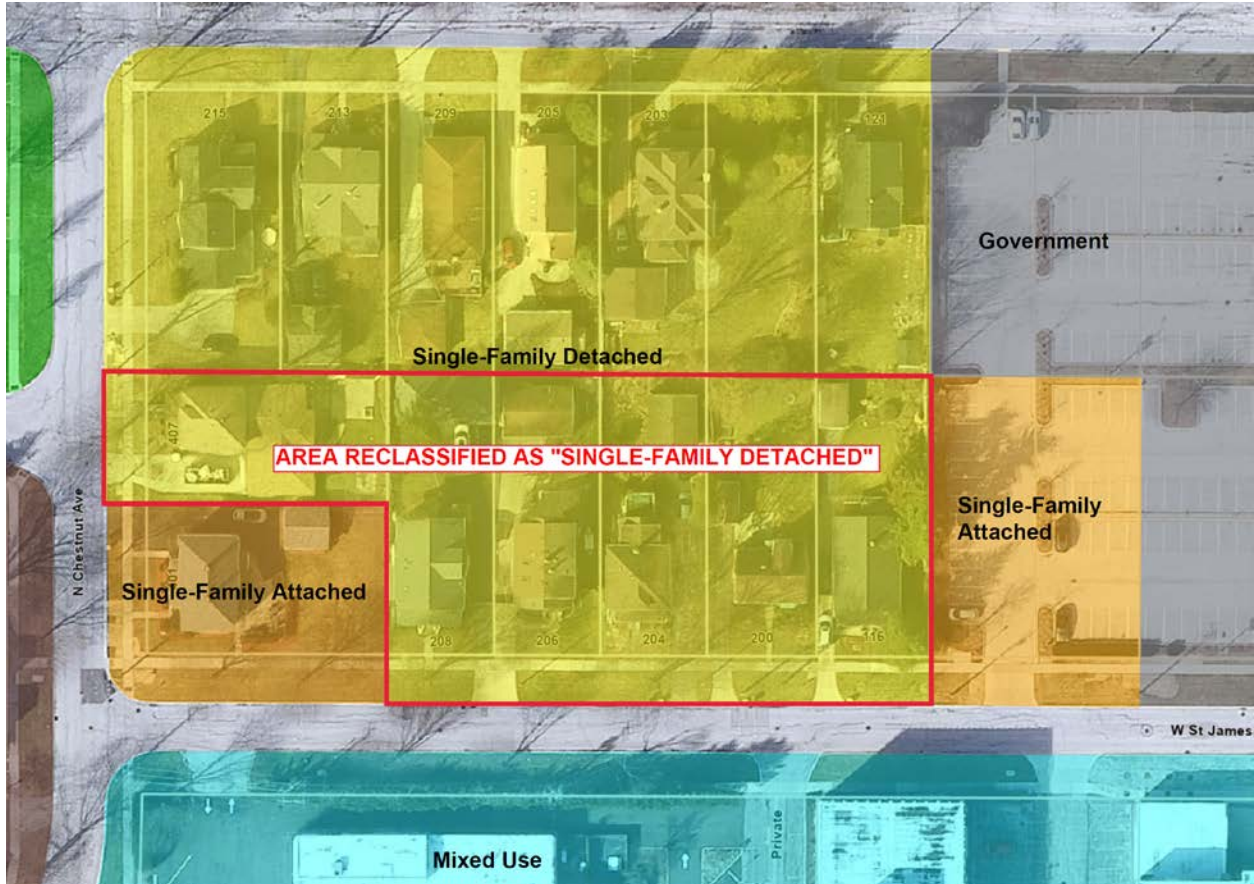 215
213
209
205
203
121
Government
Single-Family Detached
407
AREA RECLASSIFIED AS "SINGLE-FAMILY DETACHED"
Single-Family
Attached
N Chestnut Ave
401
Single-Family Attached
208
206
204
200
116
W St James
Private
Mixed Use